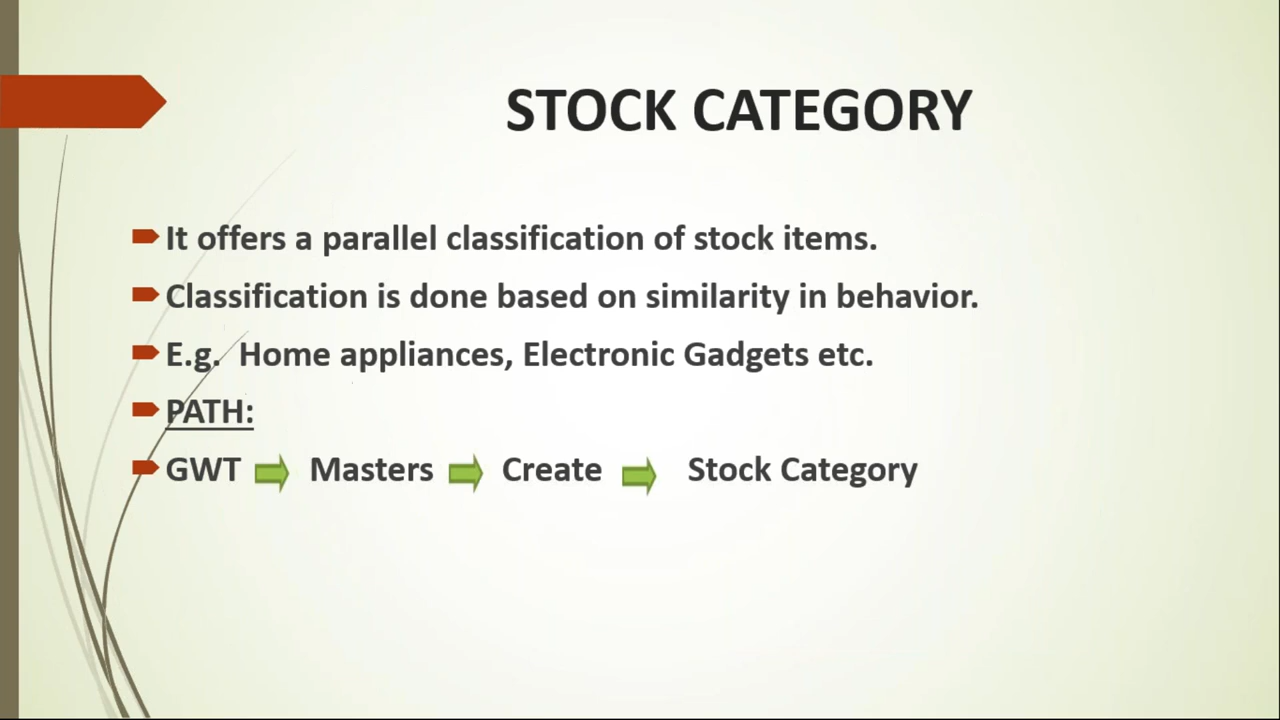 STOCK CATEGORY
It offers a parallel classification of stock items.
Classification is done based on similarity in behavior.
E.g. Home appliances, Electronic Gadgets etc.
PATH:
GWT Masters Create Stock Category